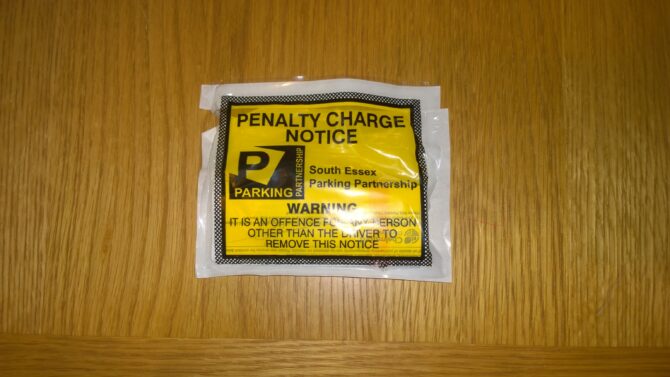 PENALTY CHARGE
NOTICE
P
PARKING
PARTNERSHIP
South Essex
Parking Partnership
WARNING
IT IS AN OFFENCE FOR ANY PERSON
OTHER THAN THE DRIVER TO
REMOVE THIS NOTICE